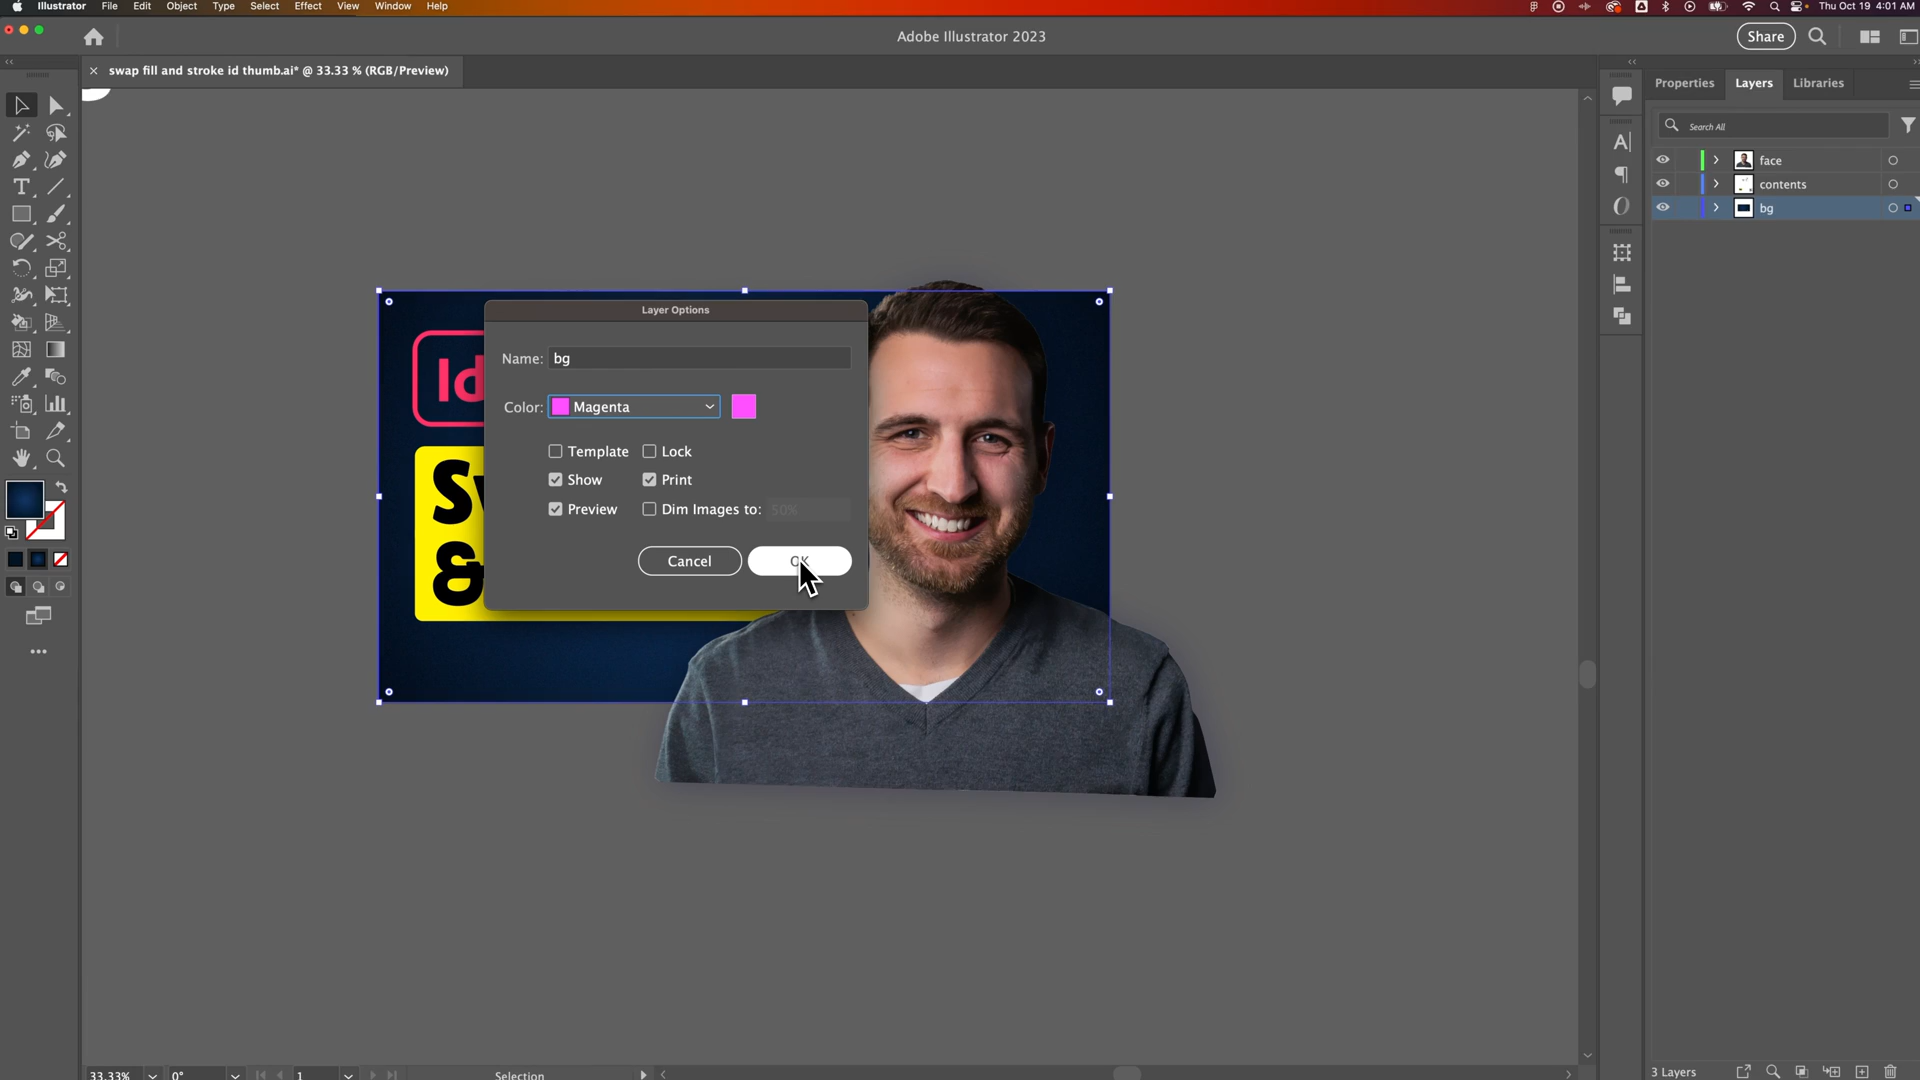 Illustrator File Edit Object Type Select Effect View Window Help
Thu Oct 19 4:01 AM
Adobe Illustrator 2023
Share
swap fill and stroke id thumb.ai* @ 33.33 % (RGB/Preview)
Properties Layers Libraries
Search All
face
contents
bg
Layer Options
Name: bg
Color: Magenta
Template Lock
Show Print
Preview Dim Images to: 50%
Cancel OK
Id
&
33.33% 0° 1 Selection
3 Layers